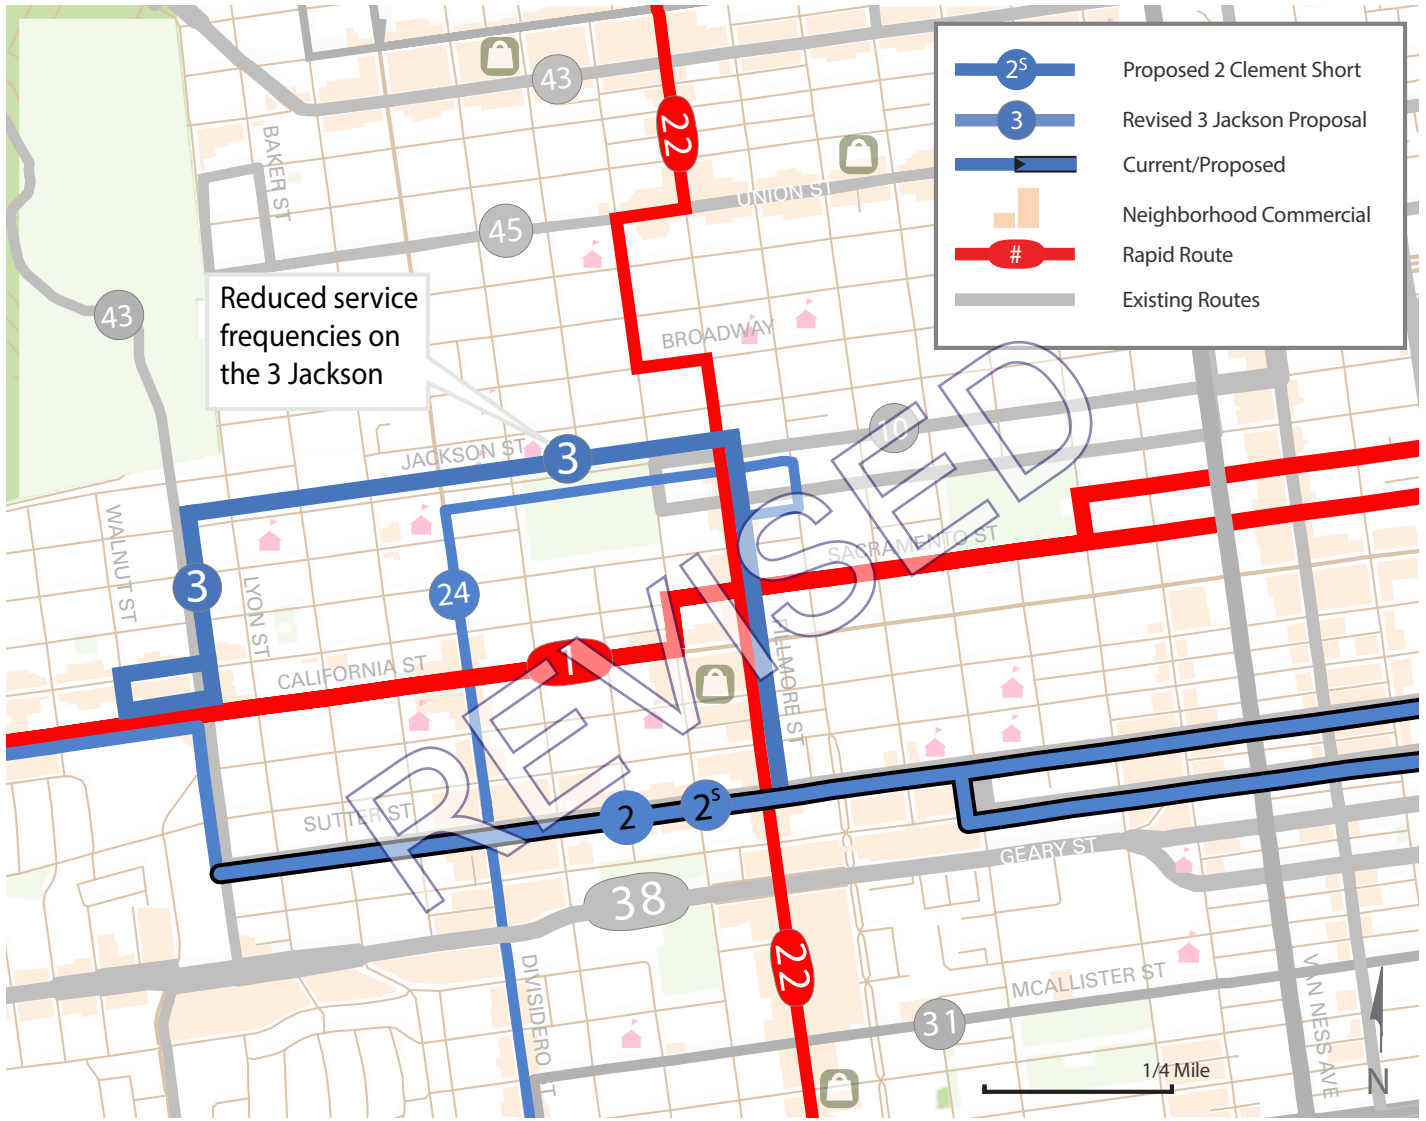 2S
Proposed 2 Clement Short
3
Revised 3 Jackson Proposal
Current/Proposed
Neighborhood Commercial
#
Rapid Route
Existing Routes
43
22
BAKER ST
UNION ST
45
43
Reduced service
frequencies on
the 3 Jackson
BROADWAY
10
JACKSON ST
3
WALNUT ST
3
LYON ST
24
SACRAMENTO ST
CALIFORNIA ST
1
FILLMORE ST
REVISED
SUTTER ST
2
2S
GEARY ST
38
22
DIVISIDERO ST
MCALLISTER ST
31
VAN NESS AVE
1/4 Mile
N